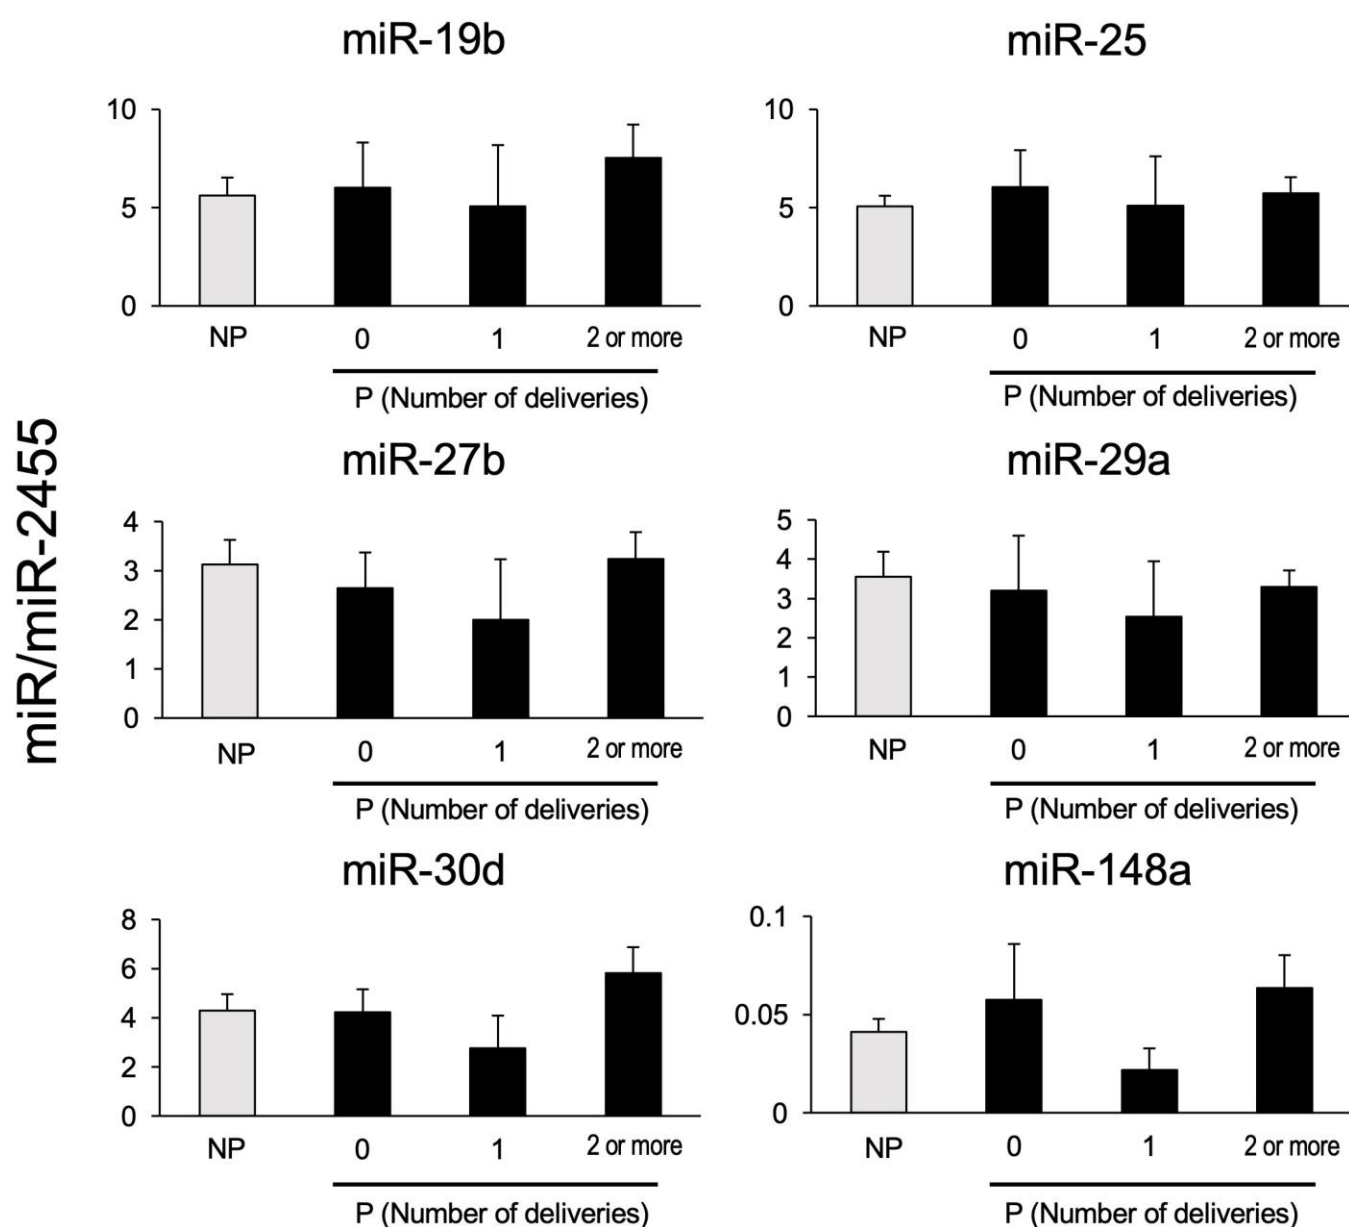 miR/miR-2455
miR-19b
10
5
0
NP
0
1
2 or more
P (Number of deliveries)
miR-25
10
5
0
NP
0
1
2 or more
P (Number of deliveries)
miR-27b
4
3
2
1
0
NP
0
1
2 or more
P (Number of deliveries)
miR-29a
5
4
3
2
1
0
NP
0
1
2 or more
P (Number of deliveries)
miR-30d
8
6
4
2
0
NP
0
1
2 or more
P (Number of deliveries)
miR-148a
0.1
0.05
0
NP
0
1
2 or more
P (Number of deliveries)